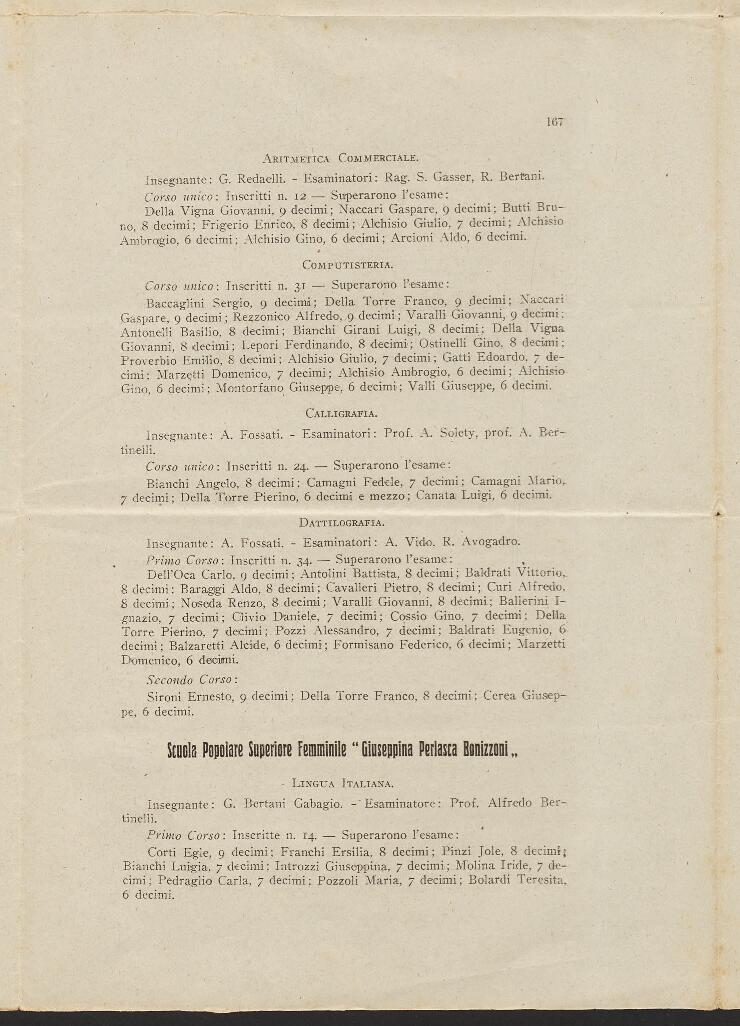 167
ARITMETICA COMMERCIALE.
Insegnante: G. Redaelli. - Esaminatori: Rag. S. Gasser, R. Bertani.
Corso unico: Inscritti n. 12 — Superarono l'esame:
Della Vigna Giovanni, 9 decimi; Naccari Gaspare, 9 decimi; Butti Bru-
no, 8 decimi; Frigerio Enrico, 8 decimi; Alchisio Giulio, 7 decimi; Alchisio
Ambrogio, 6 decimi; Alchisio Gino, 6 decimi; Arcioni Aldo, 6 decimi.
COMPUTISTERIA.
Corso unico: Inscritti n. 31 — Superarono l'esame:
Baccaglini Sergio, 9 decimi; Della Torre Franco, 9 decimi; Naccari
Gaspare, 9 decimi; Rezzonico Alfredo, 9 decimi; Varalli Giovanni, 9 decimi;
Antonelli Basilio, 8 decimi; Bianchi Girani Luigi, 8 decimi; Della Vigna
Giovanni, 8 decimi; Lepori Ferdinando, 8 decimi; Ostinelli Gino, 8 decimi;
Proverbio Emilio, 8 decimi; Alchisio Giulio, 7 decimi; Gatti Edoardo, 7 de-
cimi; Marzetti Domenico, 7 decimi; Alchisio Ambrogio, 6 decimi; Alchisio
Gino, 6 decimi; Montorfano Giuseppe, 6 decimi; Valli Giuseppe, 6 decimi.
CALLIGRAFIA.
Insegnante: A. Fossati. - Esaminatori: Prof. A. Solety, prof. A. Ber-
tinelli.
Corso unico: Inscritti n. 24. — Superarono l'esame:
Bianchi Angelo, 8 decimi; Camagni Fedele, 7 decimi; Camagni Mario,
7 decimi; Della Torre Pierino, 6 decimi e mezzo; Canata Luigi, 6 decimi.
DATTILOGRAFIA.
Insegnante: A. Fossati. - Esaminatori: A. Vido. R. Avogadro.
Primo Corso: Inscritti n. 34. — Superarono l'esame:
Dell'Oca Carlo, 9 decimi; Antolini Battista, 8 decimi; Baldrati Vittorio,
8 decimi; Baraggi Aldo, 8 decimi; Cavalleri Pietro, 8 decimi; Curi Alfredo,
8 decimi; Noseda Renzo, 8 decimi; Varalli Giovanni, 8 decimi; Ballerini I-
gnazio, 7 decimi; Clivio Daniele, 7 decimi; Cossio Gino, 7 decimi; Della
Torre Pierino, 7 decimi; Pozzi Alessandro, 7 decimi; Baldrati Eugenio, 6
decimi; Balzaretti Alcide, 6 decimi; Formisano Federico, 6 decimi; Marzetti
Domenico, 6 decimi.
Secondo Corso:
Sironi Ernesto, 9 decimi; Della Torre Franco, 8 decimi; Cerea Giusep-
pe, 6 decimi.
Scuola Popolare Superiore Femminile “ Giuseppina Perlasca Bonizzoni „
LINGUA ITALIANA.
Insegnante: G. Bertani Gabagio. - Esaminatore: Prof. Alfredo Ber-
tinelli.
Primo Corso: Inscritte n. 14. — Superarono l'esame:
Corti Egie, 9 decimi; Franchi Ersilia, 8 decimi; Pinzi Jole, 8 decimi;
Bianchi Luigia, 7 decimi; Introzzi Giuseppina, 7 decimi; Molina Iride, 7 de-
cimi; Pedraglio Carla, 7 decimi; Pozzoli Maria, 7 decimi; Bolardi Teresita,
6 decimi.